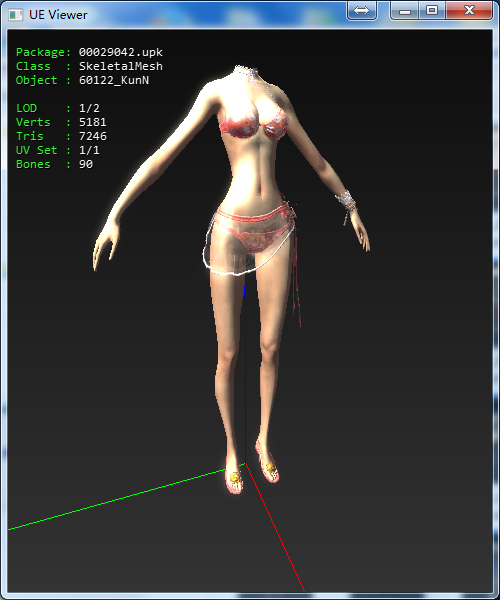 UE Viewer
Package: 00029042.upk
Class : SkeletalMesh
Object : 60122_KunN
LOD : 1/2
Verts : 5181
Tris : 7246
UV Set : 1/1
Bones : 90